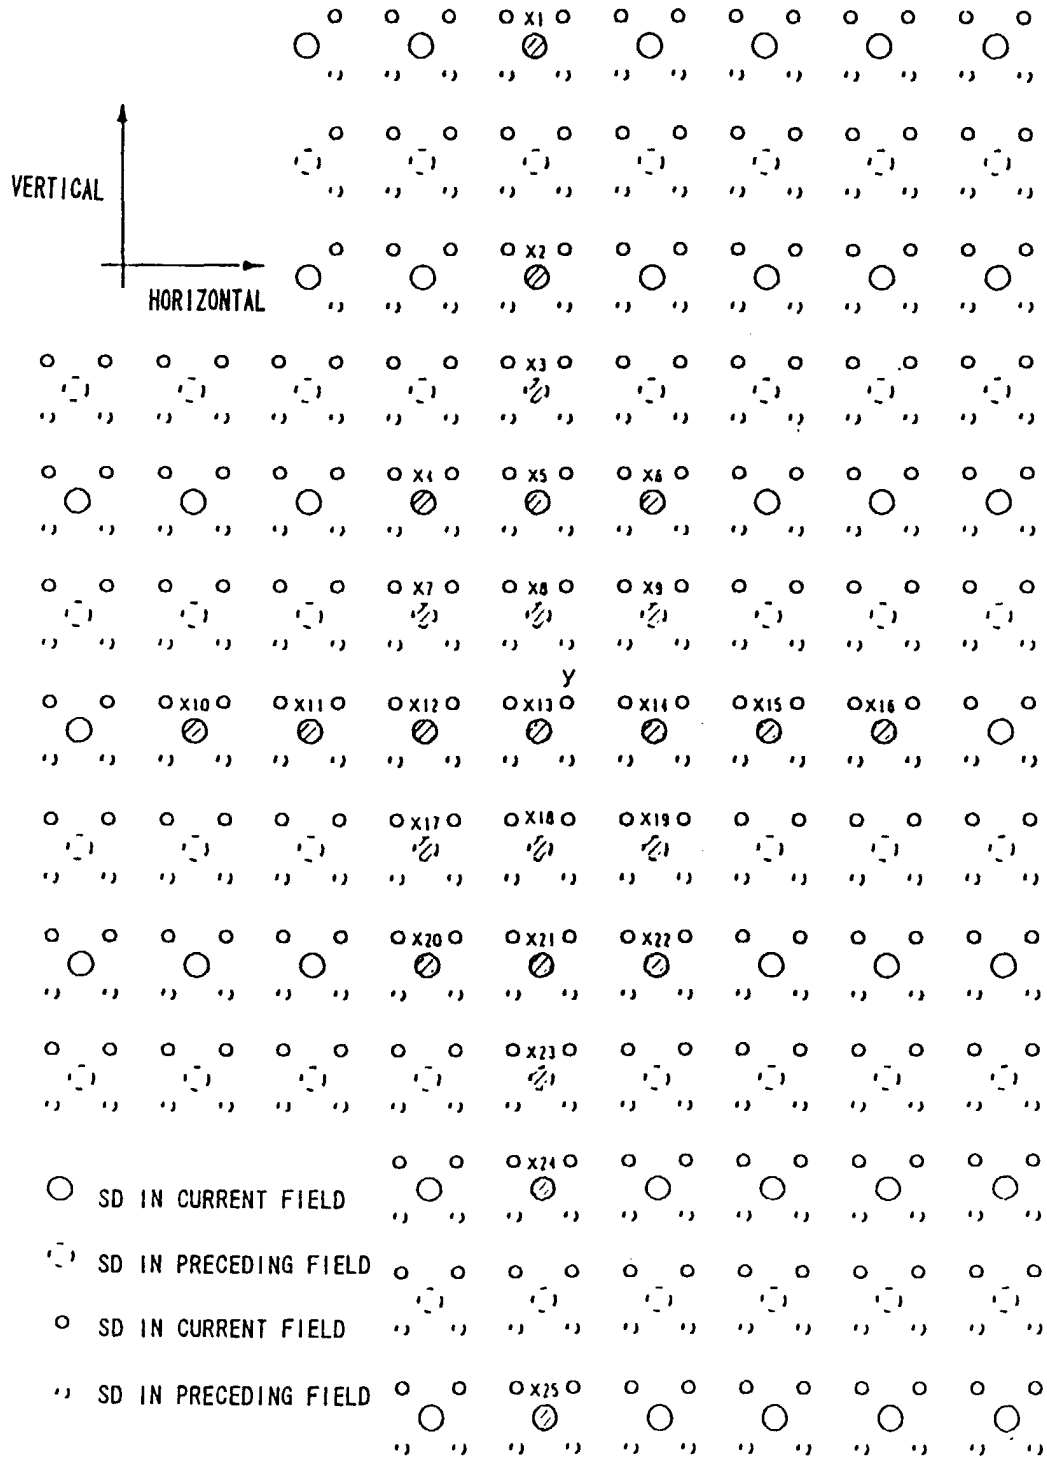 X1
VERTICAL
X2
HORIZONTAL
X3
X4 X5 X6
X7 X8 X9
y
X10 X11 X12 X13 X14 X15 X16
X17 X18 X19
X20 X21 X22
X23
X24
SD IN CURRENT FIELD
SD IN PRECEDING FIELD
SD IN CURRENT FIELD
X25
SD IN PRECEDING FIELD